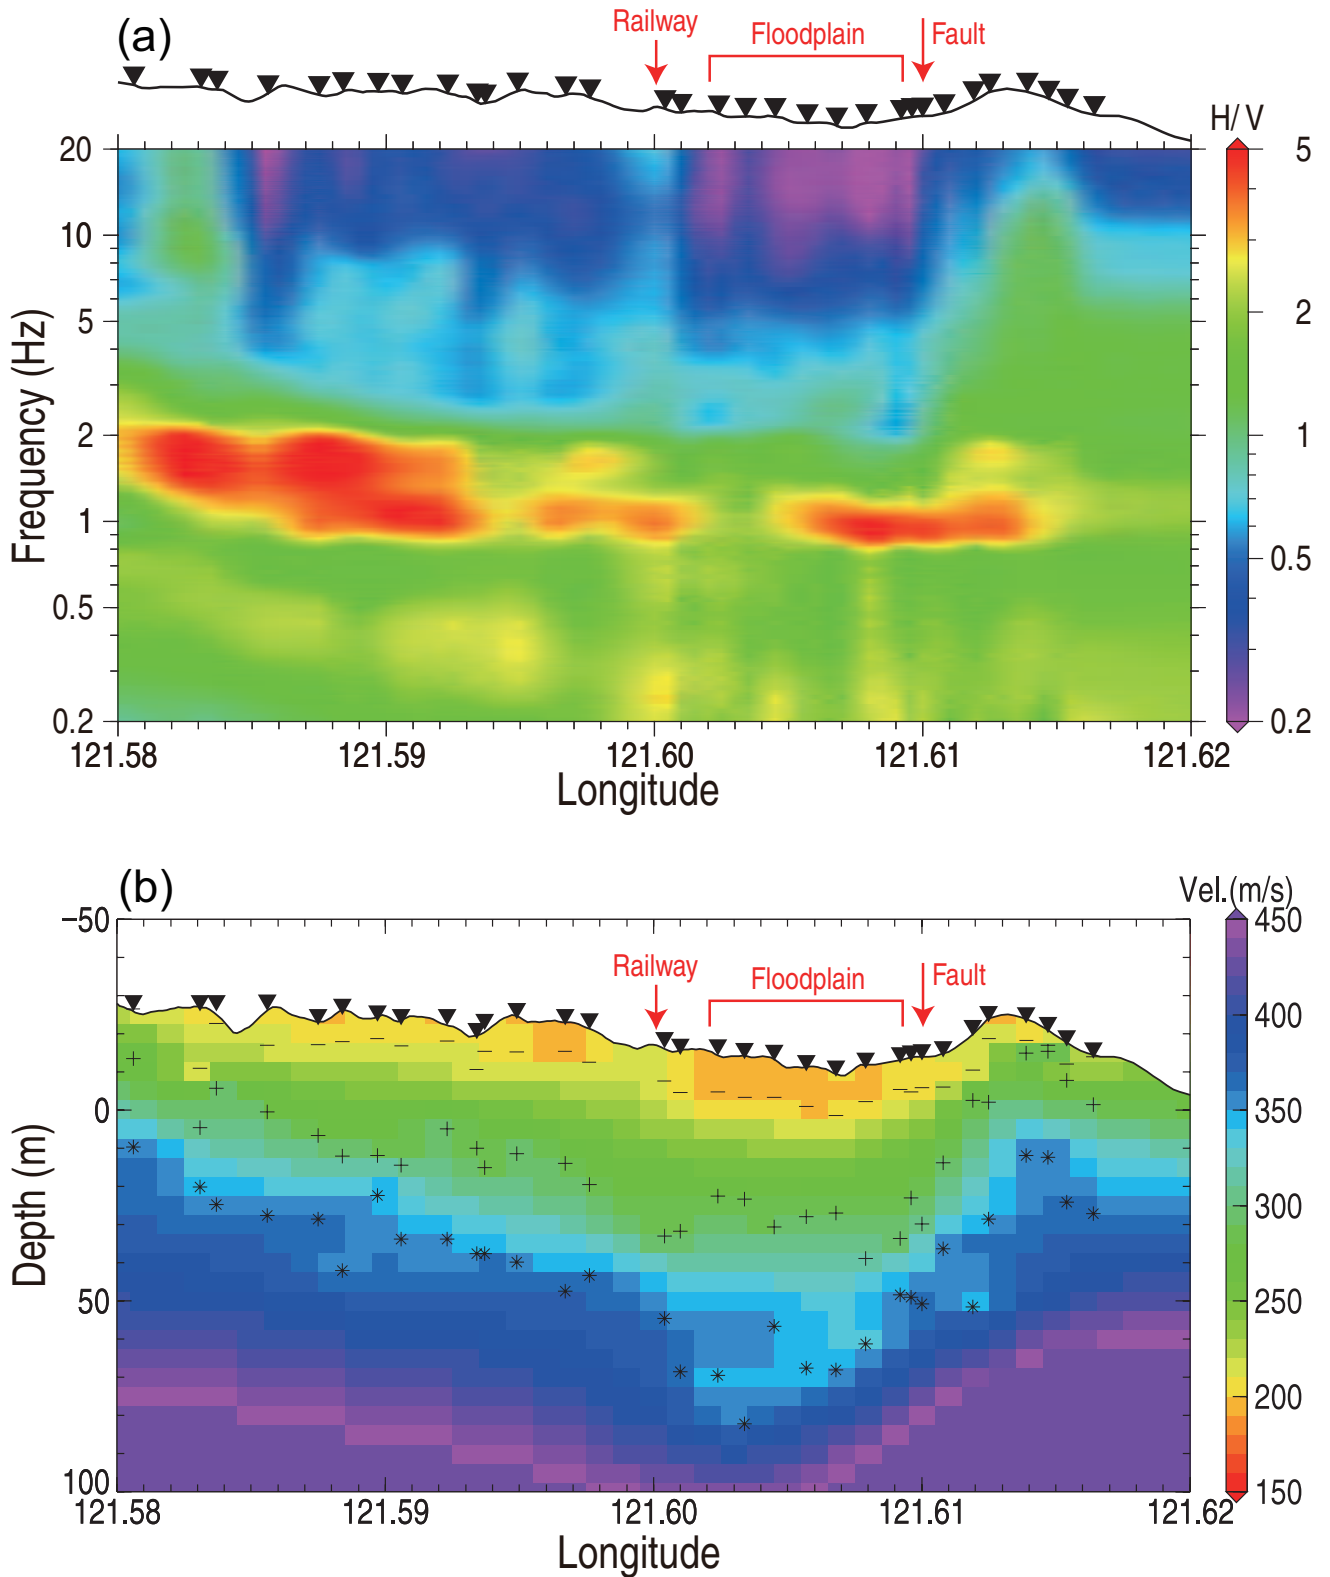 (a)
Railway
Floodplain
Fault
H/ V
20
10
5
2
1
0.5
0.2
Frequency (Hz)
5
2
1
0.5
0.2
121.58
121.59
121.60
121.61
121.62
Longitude
(b)
Vel.(m/s)
Railway
Floodplain
Fault
−50
0
50
100
Depth (m)
450
400
350
300
250
200
150
121.58
121.59
121.60
121.61
121.62
Longitude